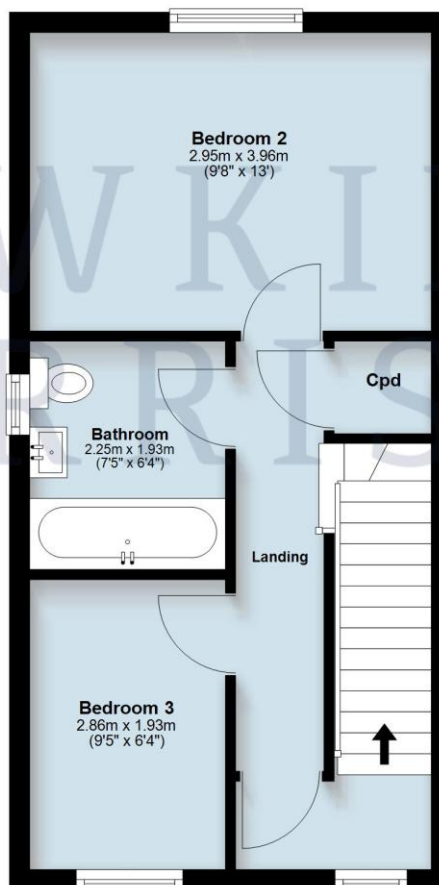 Bedroom 2
2.95m x 3.96m
(9'8" x 13')
Cpd
Bathroom
2.25m x 1.93m
(7'5" x 6'4")
Landing
Bedroom 3
2.86m x 1.93m
(9'5" x 6'4")